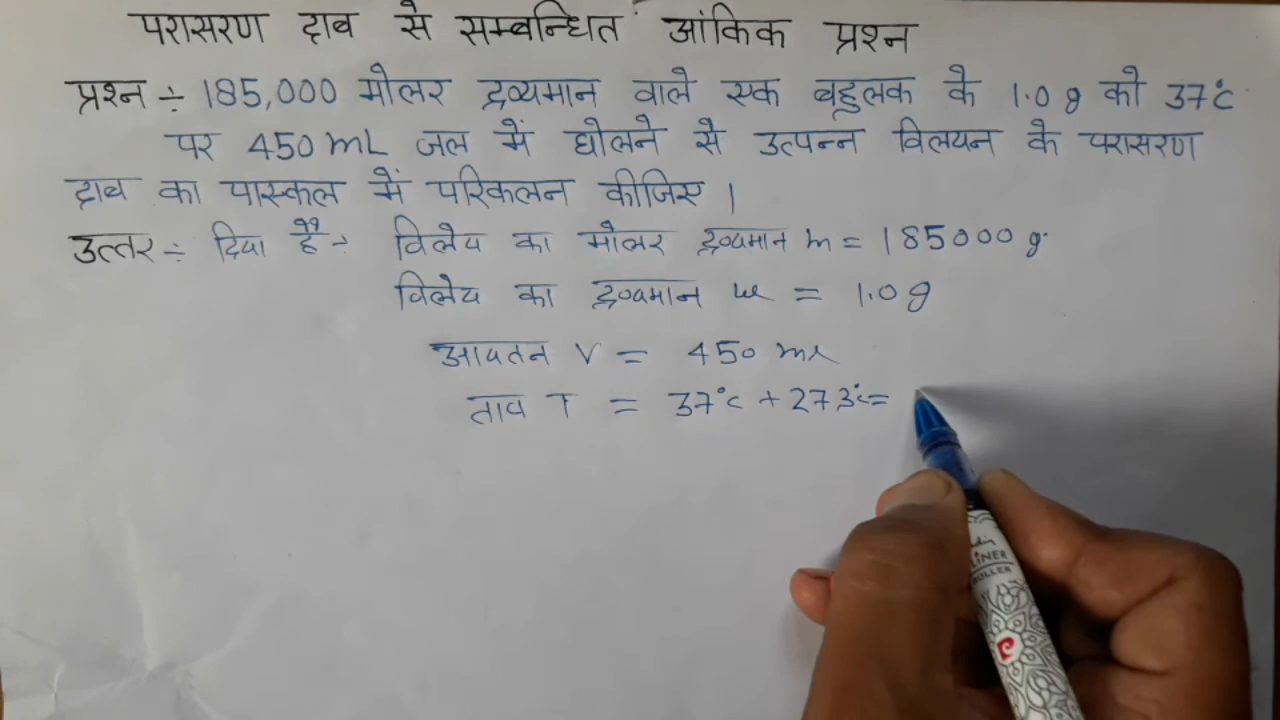 परासरण दाब से सम्बन्धित आंकिक प्रश्न
प्रश्न ÷ 185,000 मोलर द्रव्यमान वाले एक बहुलक के 1.0 g को 37°C
पर 450 mL जल में घोलने से उत्पन्न विलयन के परासरण
दाब का पास्कल में परिकलन कीजिए।
उत्तर ÷ दिया है ÷ विलेय का मोलर द्रव्यमान m = 185000 g.
विलेय का द्रव्यमान w = 1.0 g
आयतन V = 450 mL
ताप T = 37°C + 273°C =
LINER
ROLLER